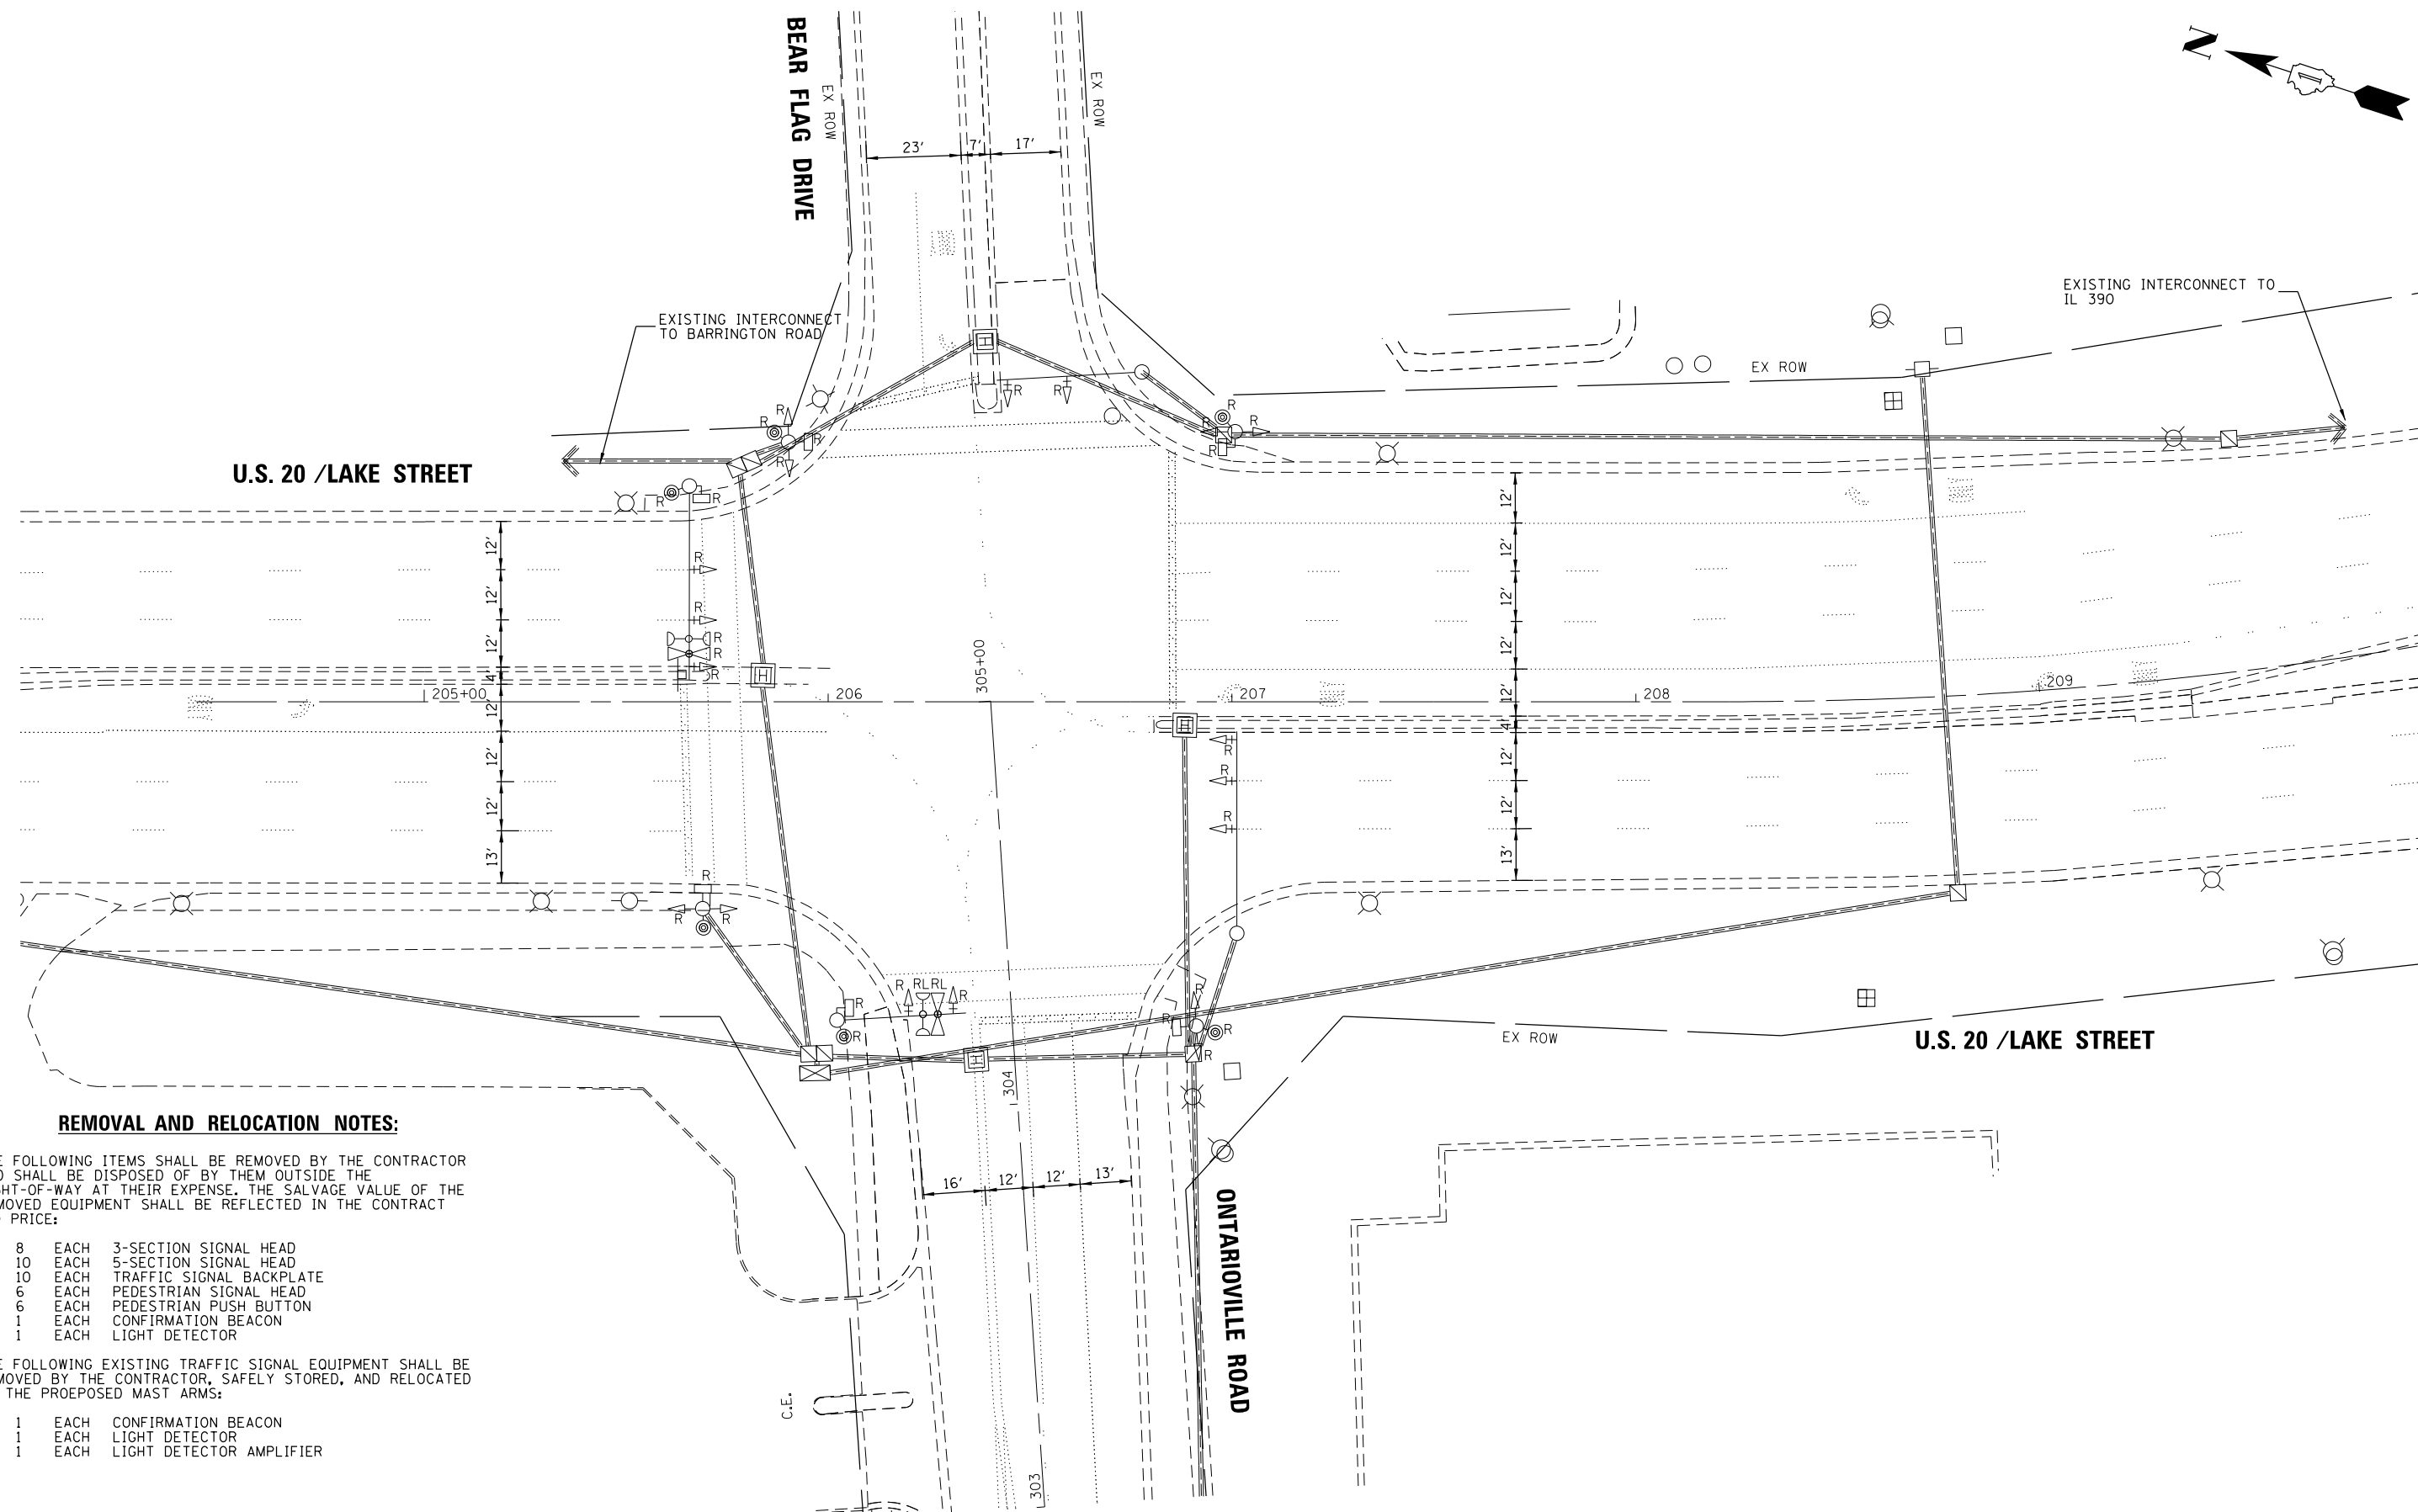 BEAR FLAG DRIVE
EX ROW
EX ROW
N
23'
7'
17'
EXISTING INTERCONNECT
TO BARRINGTON ROAD
EXISTING INTERCONNECT TO
IL 390
EX ROW
U.S. 20 /LAKE STREET
R
R
R
R
R
R
R
R
R
R
R
R
12'
12'
12'
4'
12'
12'
12'
13'
R
R
R
R
R
12'
12'
12'
12'
12'
4'
12'
12'
13'
205+00
206
305+00
207
208
209
R
R
R
R
R
R
R
R
R
RL
RL
R
R
R
R
R
R
304
EX ROW
U.S. 20 /LAKE STREET
16'
12'
12'
13'
ONTARIOVILLE ROAD
C.E.
303
REMOVAL AND RELOCATION NOTES:
E FOLLOWING ITEMS SHALL BE REMOVED BY THE CONTRACTOR
D SHALL BE DISPOSED OF BY THEM OUTSIDE THE
GHT-OF-WAY AT THEIR EXPENSE. THE SALVAGE VALUE OF THE
MOVED EQUIPMENT SHALL BE REFLECTED IN THE CONTRACT
PRICE:
8 EACH 3-SECTION SIGNAL HEAD
10 EACH 5-SECTION SIGNAL HEAD
10 EACH TRAFFIC SIGNAL BACKPLATE
6 EACH PEDESTRIAN SIGNAL HEAD
6 EACH PEDESTRIAN PUSH BUTTON
1 EACH CONFIRMATION BEACON
1 EACH LIGHT DETECTOR
E FOLLOWING EXISTING TRAFFIC SIGNAL EQUIPMENT SHALL BE
MOVED BY THE CONTRACTOR, SAFELY STORED, AND RELOCATED
THE PROEPOSED MAST ARMS:
1 EACH CONFIRMATION BEACON
1 EACH LIGHT DETECTOR
1 EACH LIGHT DETECTOR AMPLIFIER